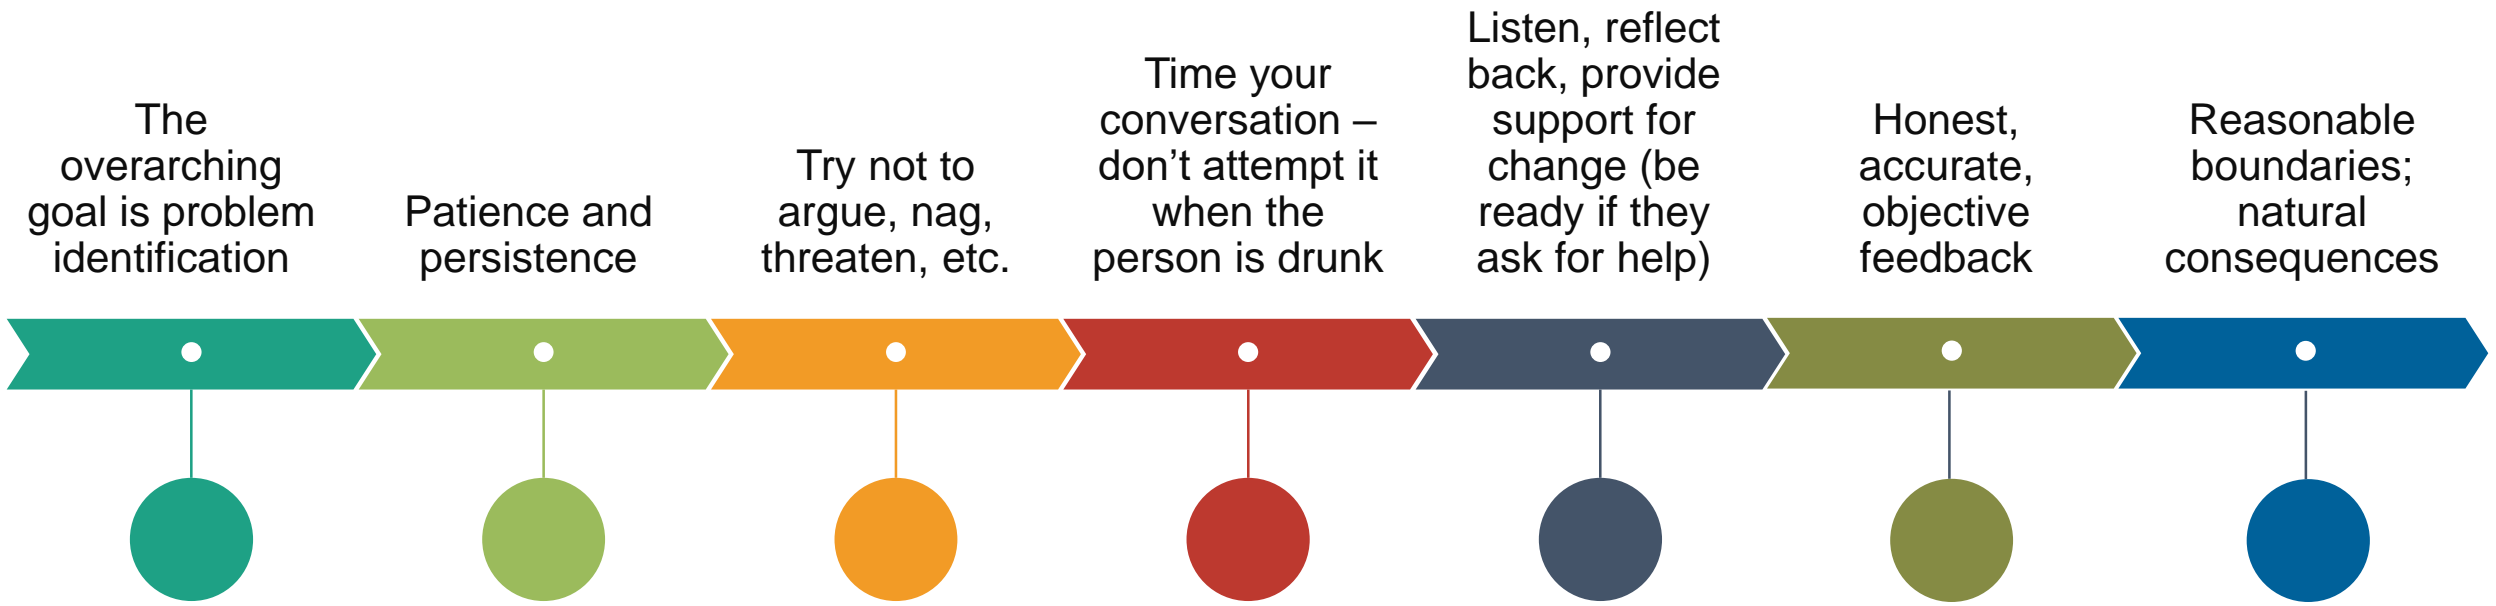 The
overarching
goal is problem
identification
Patience and
persistence
Try not to
argue, nag,
threaten, etc.
Time your
conversation –
don’t attempt it
when the
person is drunk
Listen, reflect
back, provide
support for
change (be
ready if they
ask for help)
Honest,
accurate,
objective
feedback
Reasonable
boundaries;
natural
consequences